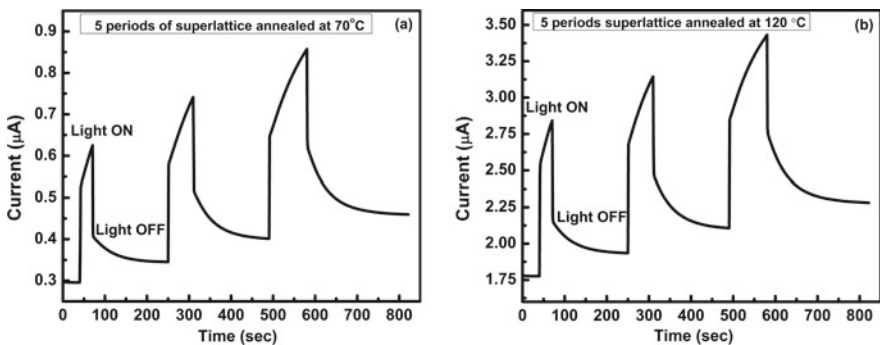 5 periods of superlattice annealed at 70°C
(a)
0.9
0.8
0.7
0.6
0.5
0.4
0.3
Current (µA)
Light ON
Light OFF
0 100 200 300 400 500 600 700 800
Time (sec)
5 periods superlattice annealed at 120 °C
(b)
3.50
3.25
3.00
2.75
2.50
2.25
2.00
1.75
Current (µA)
Light ON
Light OFF
0 100 200 300 400 500 600 700 800
Time (sec)